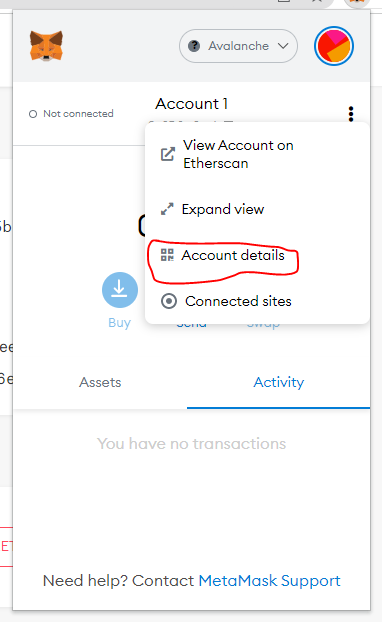 Avalanche
Not connected
Account 1
View Account on
Etherscan
Expand view
Account details
Connected sites
Buy
Send
Swap
Assets
Activity
You have no transactions
Need help? Contact MetaMask Support